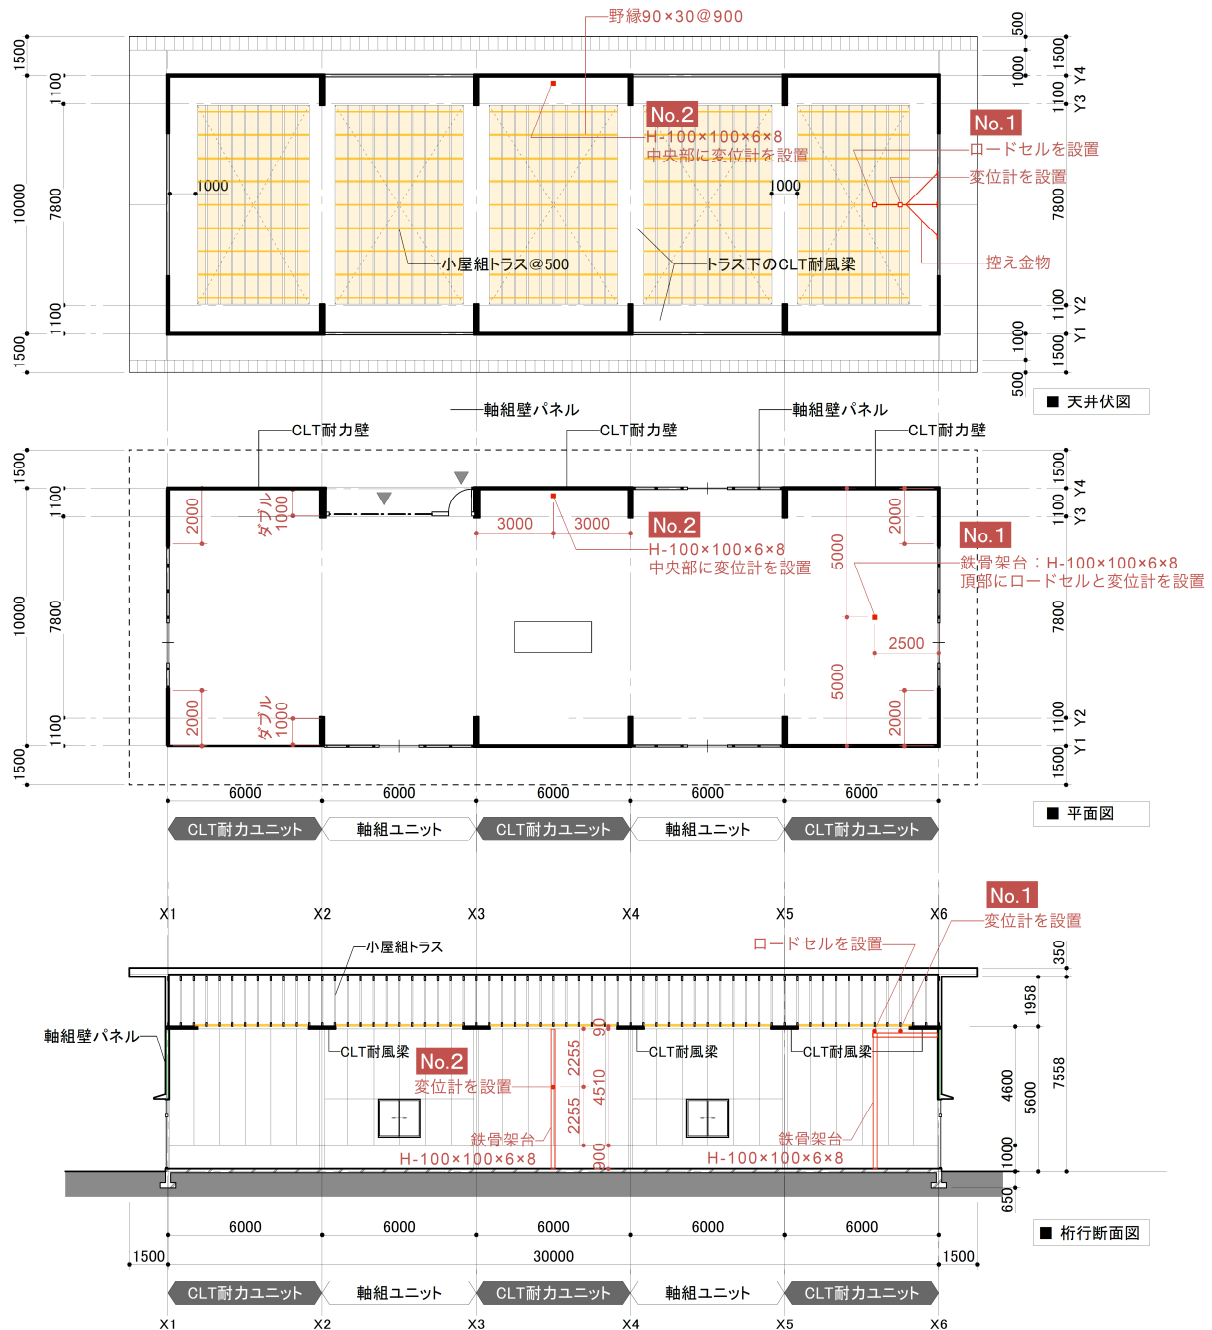 野縁90×30@900
500
1500
1500
1000
Y4
1100
1100
Y3
No.2
H-100×100×6×8
中央部に変位計を設置
No.1
ロードセルを設置
変位計を設置
1000
1000
10000
7800
7800
小屋組トラス@500
トラス下のCLT耐風梁
控え金物
1100
1100
Y2
1500
1000
1500
Y1
500
■ 天井伏図
軸組壁パネル
軸組壁パネル
CLT耐力壁
CLT耐力壁
CLT耐力壁
1500
1500
1100
2000
ダブル
1000
2000
1100
Y4
Y3
3000
3000
No.2
H-100×100×6×8
中央部に変位計を設置
No.1
鉄骨架台：H-100×100×6×8
頂部にロードセルと変位計を設置
5000
10000
7800
7800
2500
5000
2000
ダブル
1000
2000
1100
1100
Y2
1500
1500
Y1
6000
6000
6000
6000
6000
CLT耐力ユニット
軸組ユニット
CLT耐力ユニット
軸組ユニット
CLT耐力ユニット
■ 平面図
X1
X2
X3
X4
X5
X6
No.1
変位計を設置
ロードセルを設置
小屋組トラス
350
1958
軸組壁パネル
CLT耐風梁
CLT耐風梁
CLT耐風梁
No.2
変位計を設置
90
2255
4510
2255
900
4600
5600
7558
鉄骨架台
H-100×100×6×8
鉄骨架台
H-100×100×6×8
1000
650
6000
6000
6000
6000
6000
■ 桁行断面図
1500
30000
1500
CLT耐力ユニット
軸組ユニット
CLT耐力ユニット
軸組ユニット
CLT耐力ユニット
X1
X2
X3
X4
X5
X6